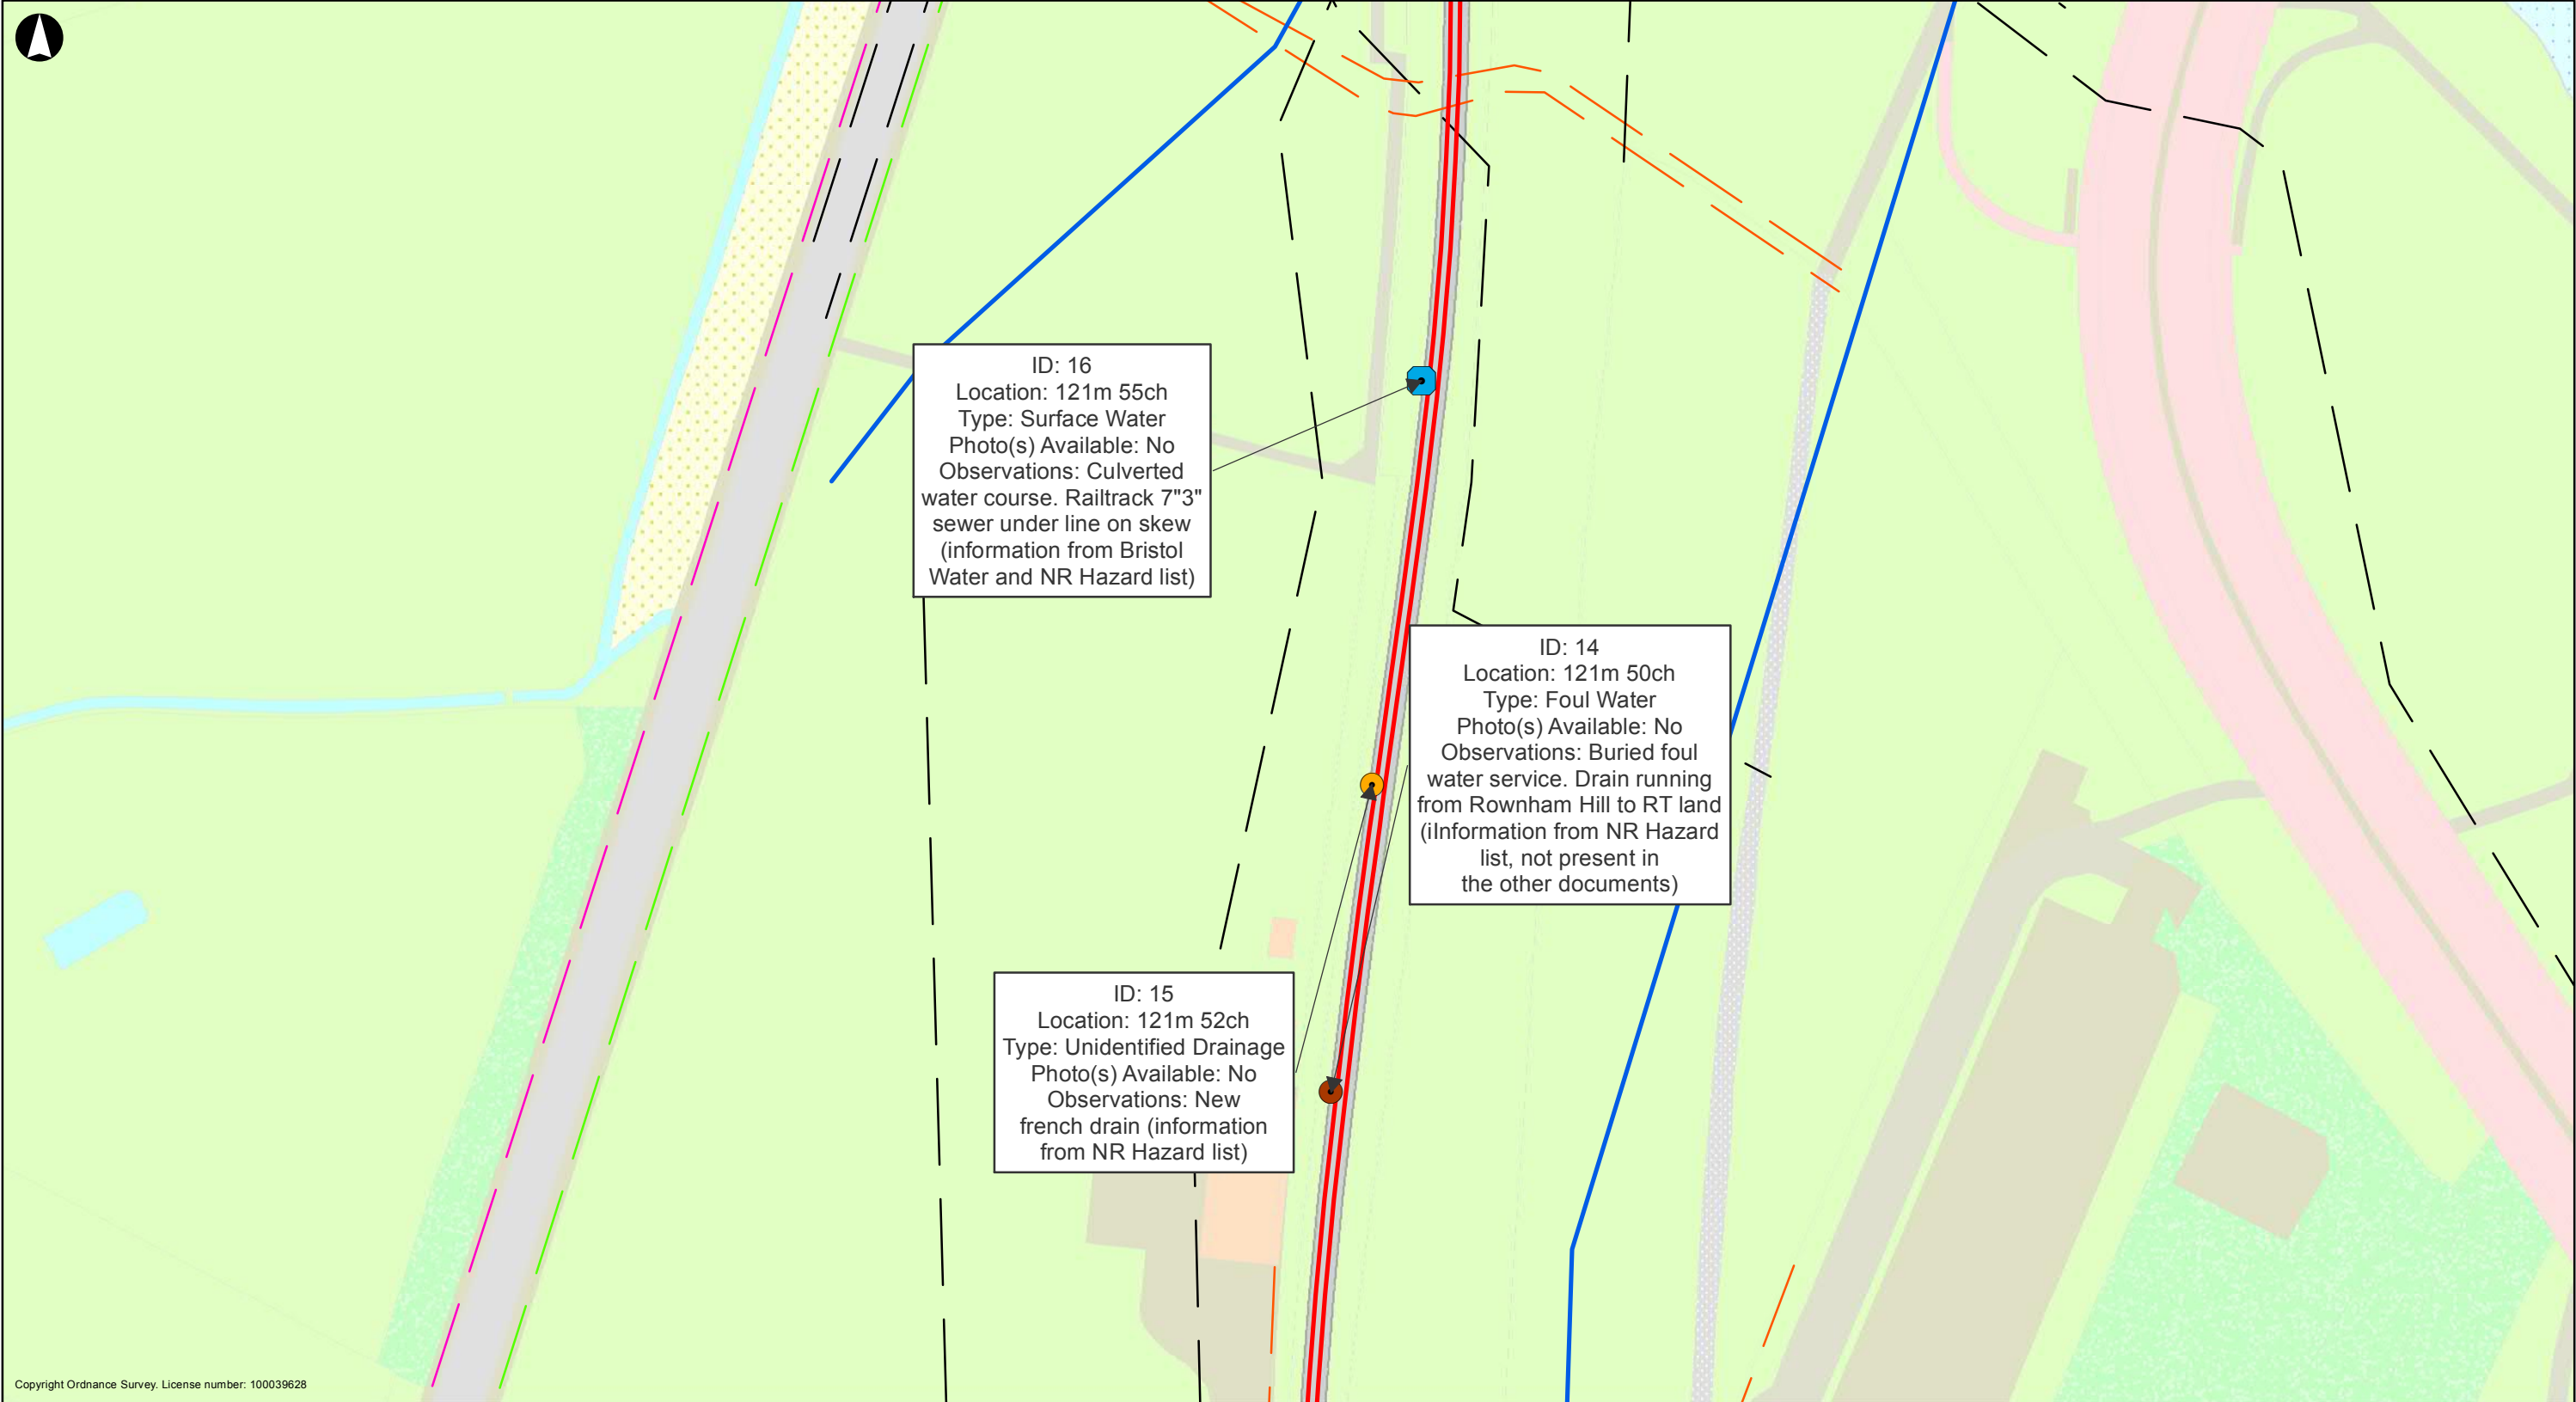 ID: 16
Location: 121m 55ch
Type: Surface Water
Photo(s) Available: No
Observations: Culverted
water course. Railtrack 7"3"
sewer under line on skew
(information from Bristol
Water and NR Hazard list)
ID: 14
Location: 121m 50ch
Type: Foul Water
Photo(s) Available: No
Observations: Buried foul
water service. Drain running
from Rownham Hill to RT land
(iInformation from NR Hazard
list, not present in
the other documents)
ID: 15
Location: 121m 52ch
Type: Unidentified Drainage
Photo(s) Available: No
Observations: New
french drain (information
from NR Hazard list)
Copyright Ordnance Survey. License number: 100039628